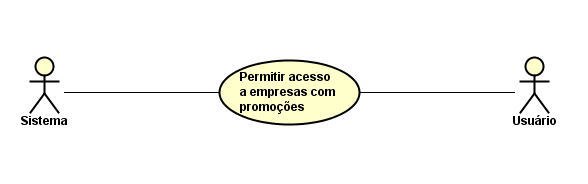 Permitir acesso
a empresas com
promoções
Sistema
Usuário